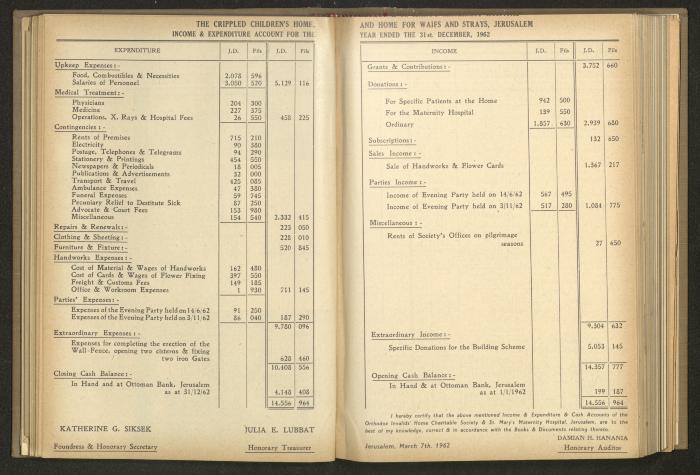 THE CRIPPLED CHILDREN'S HOME,
INCOME & EXPENDITURE ACCOUNT FOR THE
EXPENDITURE J.D. Fils J.D. Fils
Upkeep Expenses:-
Food, Combustibles & Necessities 2.078 596
Salaries of Personnel 3.050 520 5.129 116
Medical Treatment:-
Physicians 204 300
Medicine 227 375
Operations, X. Rays & Hospital Fees 26 550 458 225
Contingencies:-
Rents of Premises 715 210
Electricity 90 380
Postage, Telephones & Telegrams 94 290
Stationery & Printings 454 550
Newspapers & Periodicals 18 005
Publications & Advertisements 32 000
Transport & Travel 425 085
Ambulance Expenses 47 380
Funeral Expenses 59 745
Pecuniary Relief to Destitute Sick 87 250
Advocate & Court Fees 153 980
Miscellaneous 154 540 2.332 415
Repairs & Renewals:- 223 050
Clothing & Sheeting:- 228 010
Furniture & Fixture:- 520 845
Handworks Expenses:-
Cost of Material & Wages of Handworks 162 480
Cost of Cards & Wages of Flower Fixing 397 550
Freight & Customs Fees 149 185
Office & Workroom Expenses 1 930 711 145
Parties' Expenses:-
Expenses of the Evening Party held on 14/6/62 91 250
Expenses of the Evening Party held on 3/11/62 86 040 187 290
9.780 096
Extraordinary Expenses:-
Expenses for completing the erection of the
Wall-Fence, opening two cisterns & fixing
two iron Gates 628 460
10.408 556
Closing Cash Balance:-
In Hand and at Ottoman Bank, Jerusalem
as at 31/12/62 4.148 408
14.556 964
KATHERINE G. SIKSEK JULIA E. LUBBAT
Foundress & Honorary Secretary Honorary Treasurer
AND HOME FOR WAIFS AND STRAYS, JERUSALEM
YEAR ENDED THE 31st. DECEMBER, 1962
INCOME J.D. Fils J.D. Fils
Grants & Contributions:- 3.752 660
Donations:-
For Specific Patients at the Home 942 500
For the Maternity Hospital 139 550
Ordinary 1.857 630 2.939 680
Subscriptions:- 132 650
Sales Income:-
Sale of Handworks & Flower Cards 1.367 217
Parties Income:-
Income of Evening Party held on 14/6/62 567 495
Income of Evening Party held on 3/11/62 517 280 1.084 775
Miscellaneous:-
Rents of Society's Offices on pilgrimage
seasons 27 650
9.304 632
Extraordinary Income:-
Specific Donations for the Building Scheme 5.053 145
14.357 777
Opening Cash Balance:-
In Hand & at Ottoman Bank, Jerusalem
as at 1/1/1962 199 187
14.556 964
I hereby certify that the above mentioned Income & Expenditure & Cash Accounts of the
Orthodox Invalids' Home Charitable Society & St. Mary's Maternity Hospital, Jerusalem, are to the
best of my knowledge, correct & in accordance with the Books & Documents relating thereto.
DAMIAN H. HANANIA
Jerusalem, March 7th. 1962 Honorary Auditor